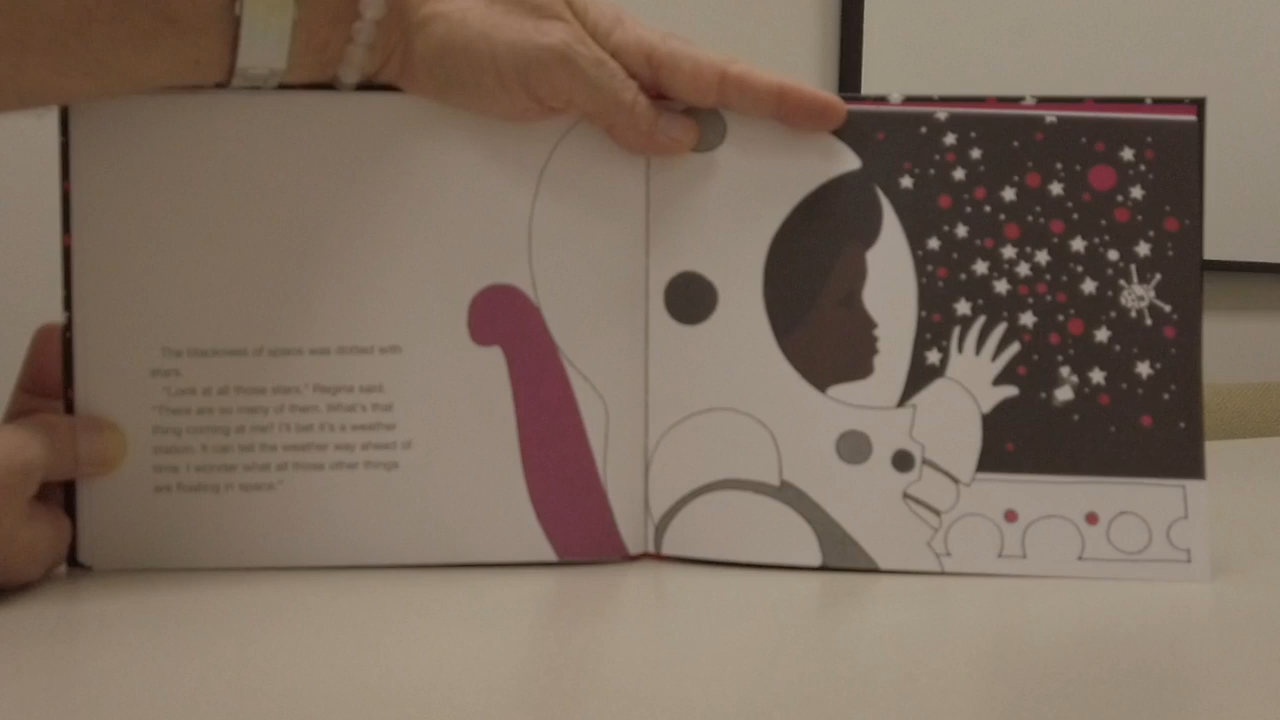 The blackness of space was dotted with
stars.
"Look at all those stars," Regina said.
"There are so many of them. What's that
thing coming at me? I'll bet it's a weather
station. It can tell the weather way ahead of
time. I wonder what all those other things
are floating in space."